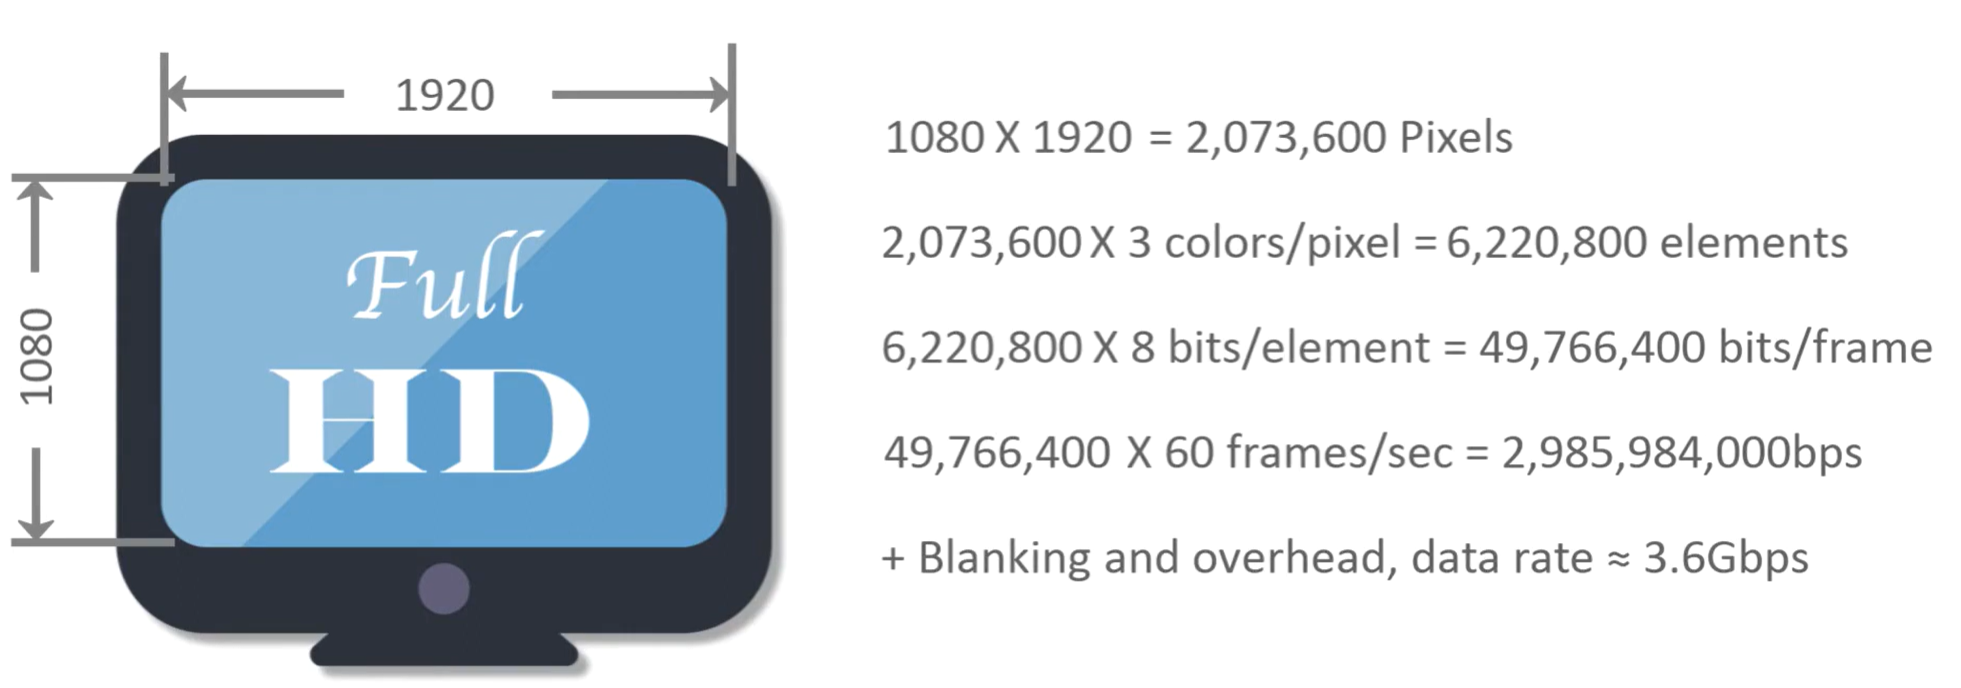 1920
1080
Full
HD
1080 X 1920 = 2,073,600 Pixels
2,073,600 X 3 colors/pixel = 6,220,800 elements
6,220,800 X 8 bits/element = 49,766,400 bits/frame
49,766,400 X 60 frames/sec = 2,985,984,000bps
+ Blanking and overhead, data rate ≈ 3.6Gbps